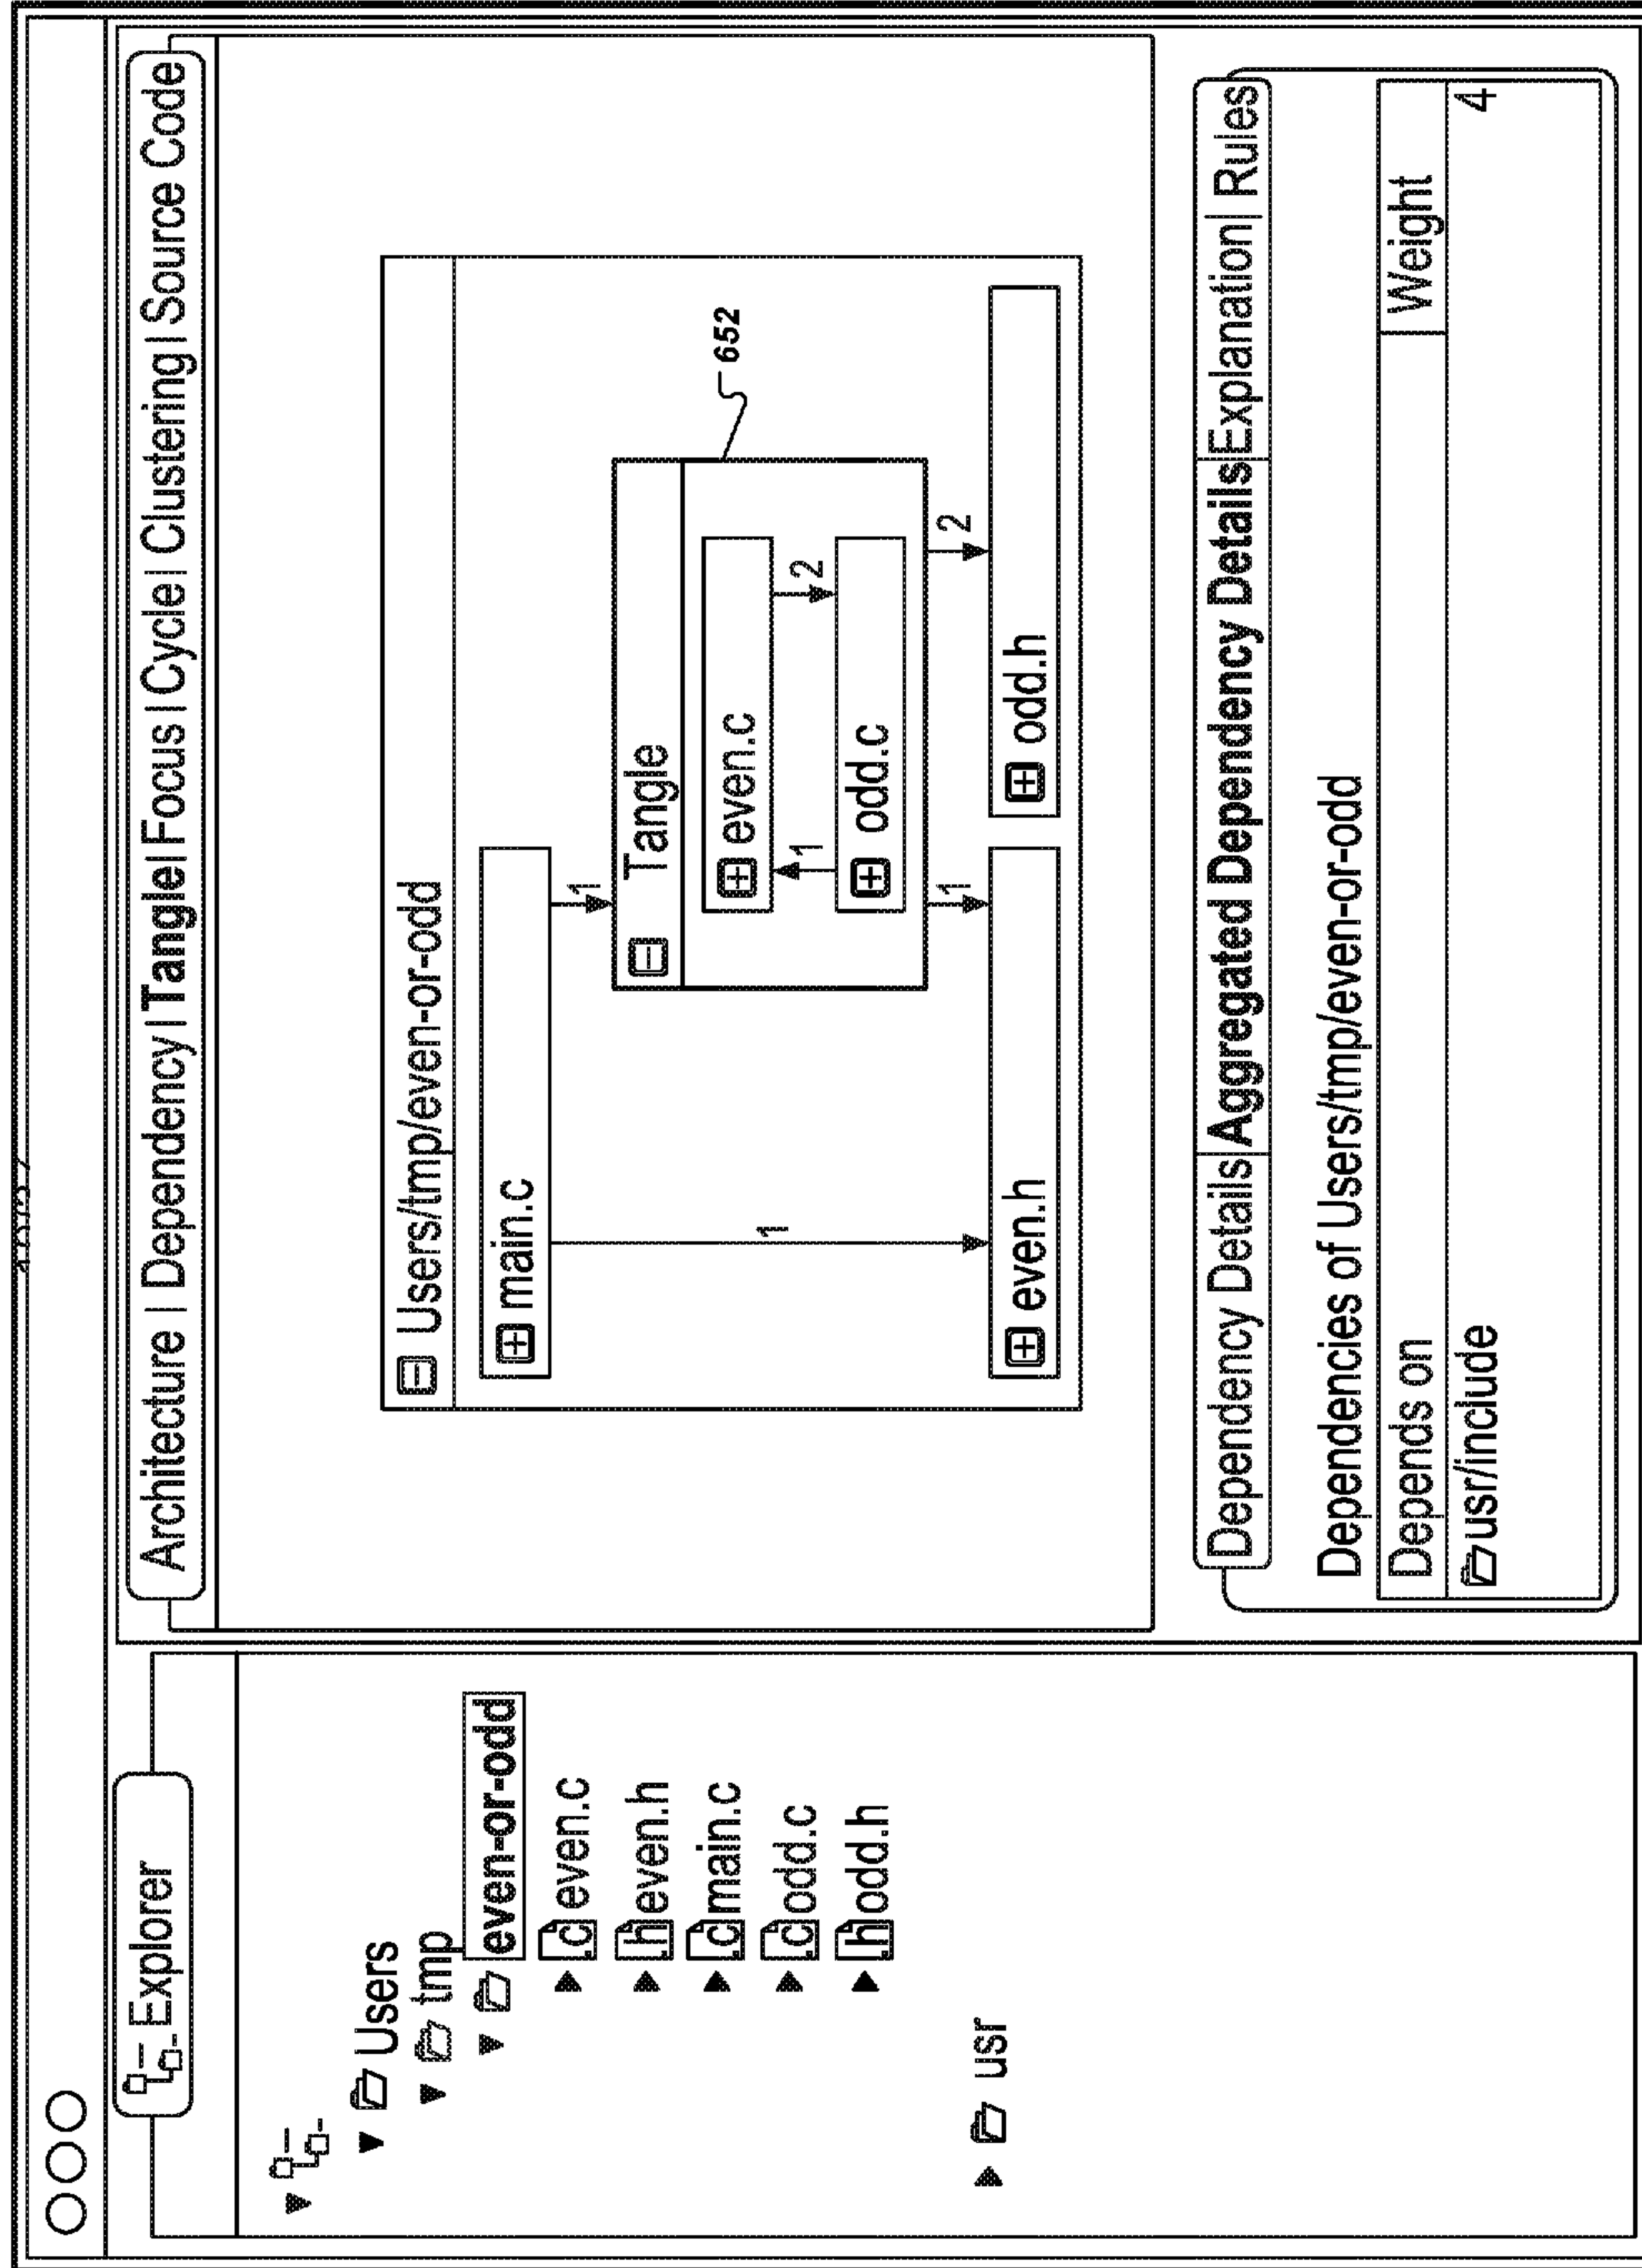 Explorer
Users
tmp
even-or-odd
.c even.c
.h even.h
.c main.c
.c odd.c
.h odd.h
usr
Architecture | Dependency | Tangle | Focus | Cycle | Clustering | Source Code
Users/tmp/even-or-odd
main.c
1
1
Tangle
652
even.c
1
2
odd.c
1
2
even.h
odd.h
Dependency Details | Aggregated Dependency Details | Explanation | Rules
Dependencies of Users/tmp/even-or-odd
Depends on Weight
usr/include 4